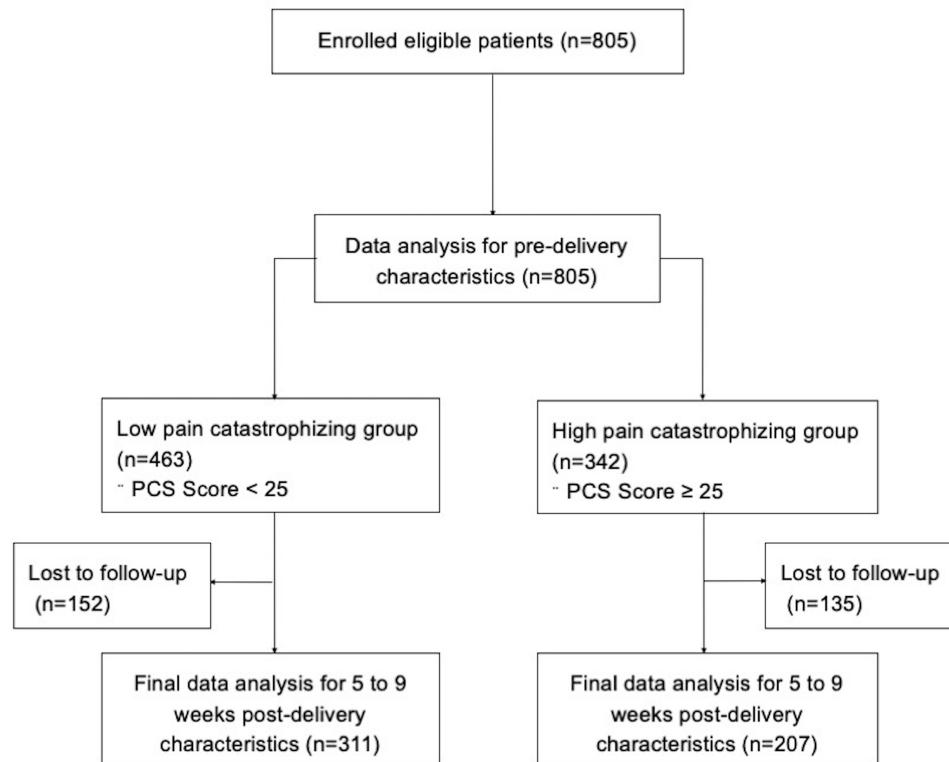 Enrolled eligible patients (n=805)
Data analysis for pre-delivery
characteristics (n=805)
Low pain catastrophizing group
(n=463)
¨ PCS Score < 25
High pain catastrophizing group
(n=342)
¨ PCS Score ≥ 25
Lost to follow-up
(n=152)
Lost to follow-up
(n=135)
Final data analysis for 5 to 9
weeks post-delivery
characteristics (n=311)
Final data analysis for 5 to 9
weeks post-delivery
characteristics (n=207)